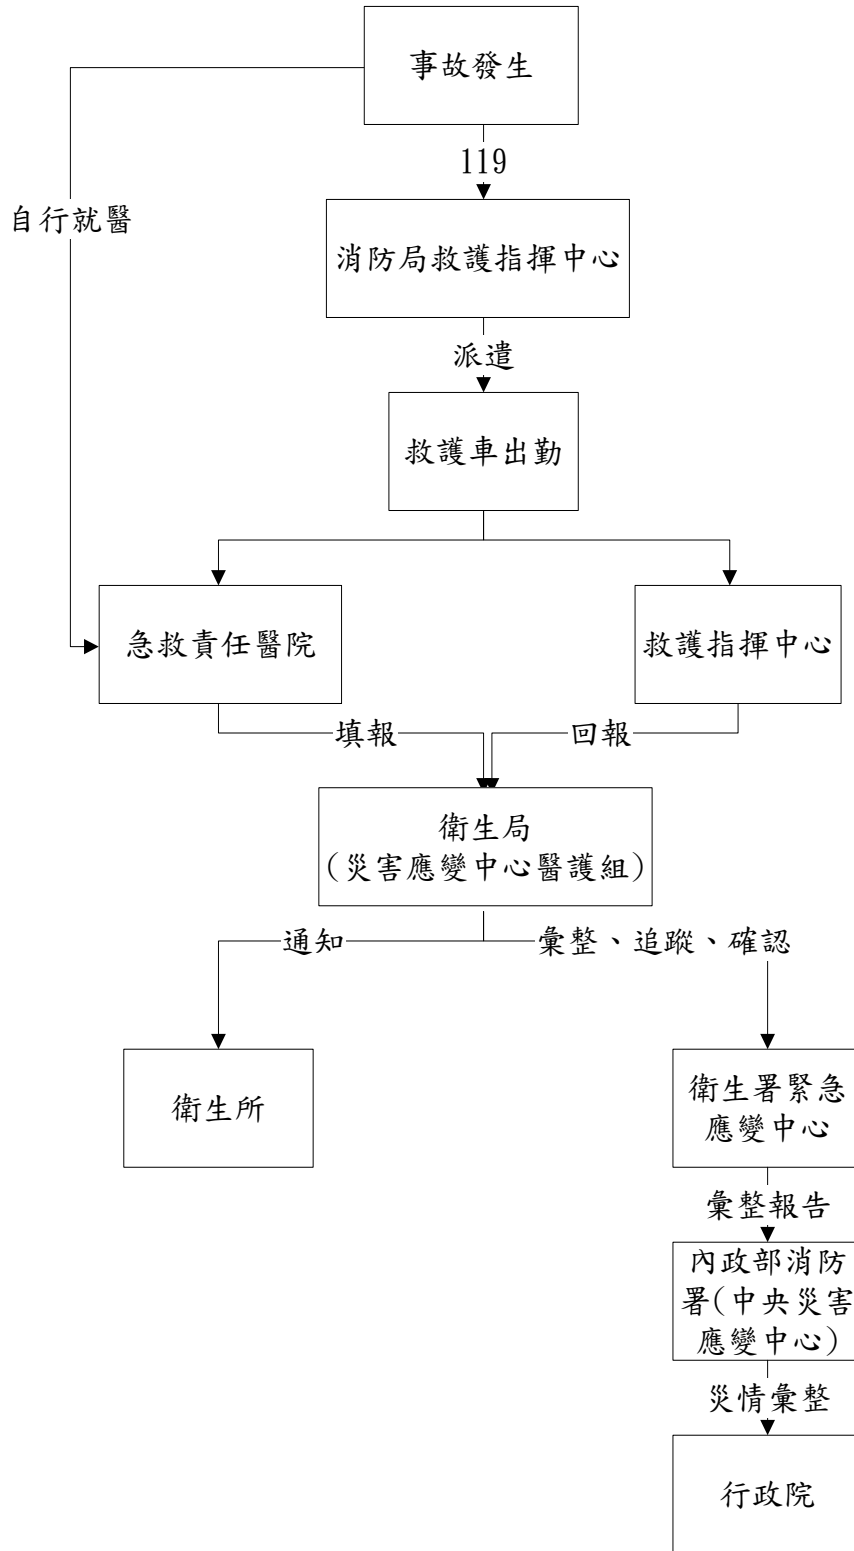 事故發生
119
自行就醫
消防局救護指揮中心
派遣
救護車出勤
急救責任醫院
救護指揮中心
填報
回報
衛生局
(災害應變中心醫護組)
通知
彙整、追蹤、確認
衛生所
衛生署緊急
應變中心
彙整報告
內政部消防
署(中央災害
應變中心)
災情彙整
行政院